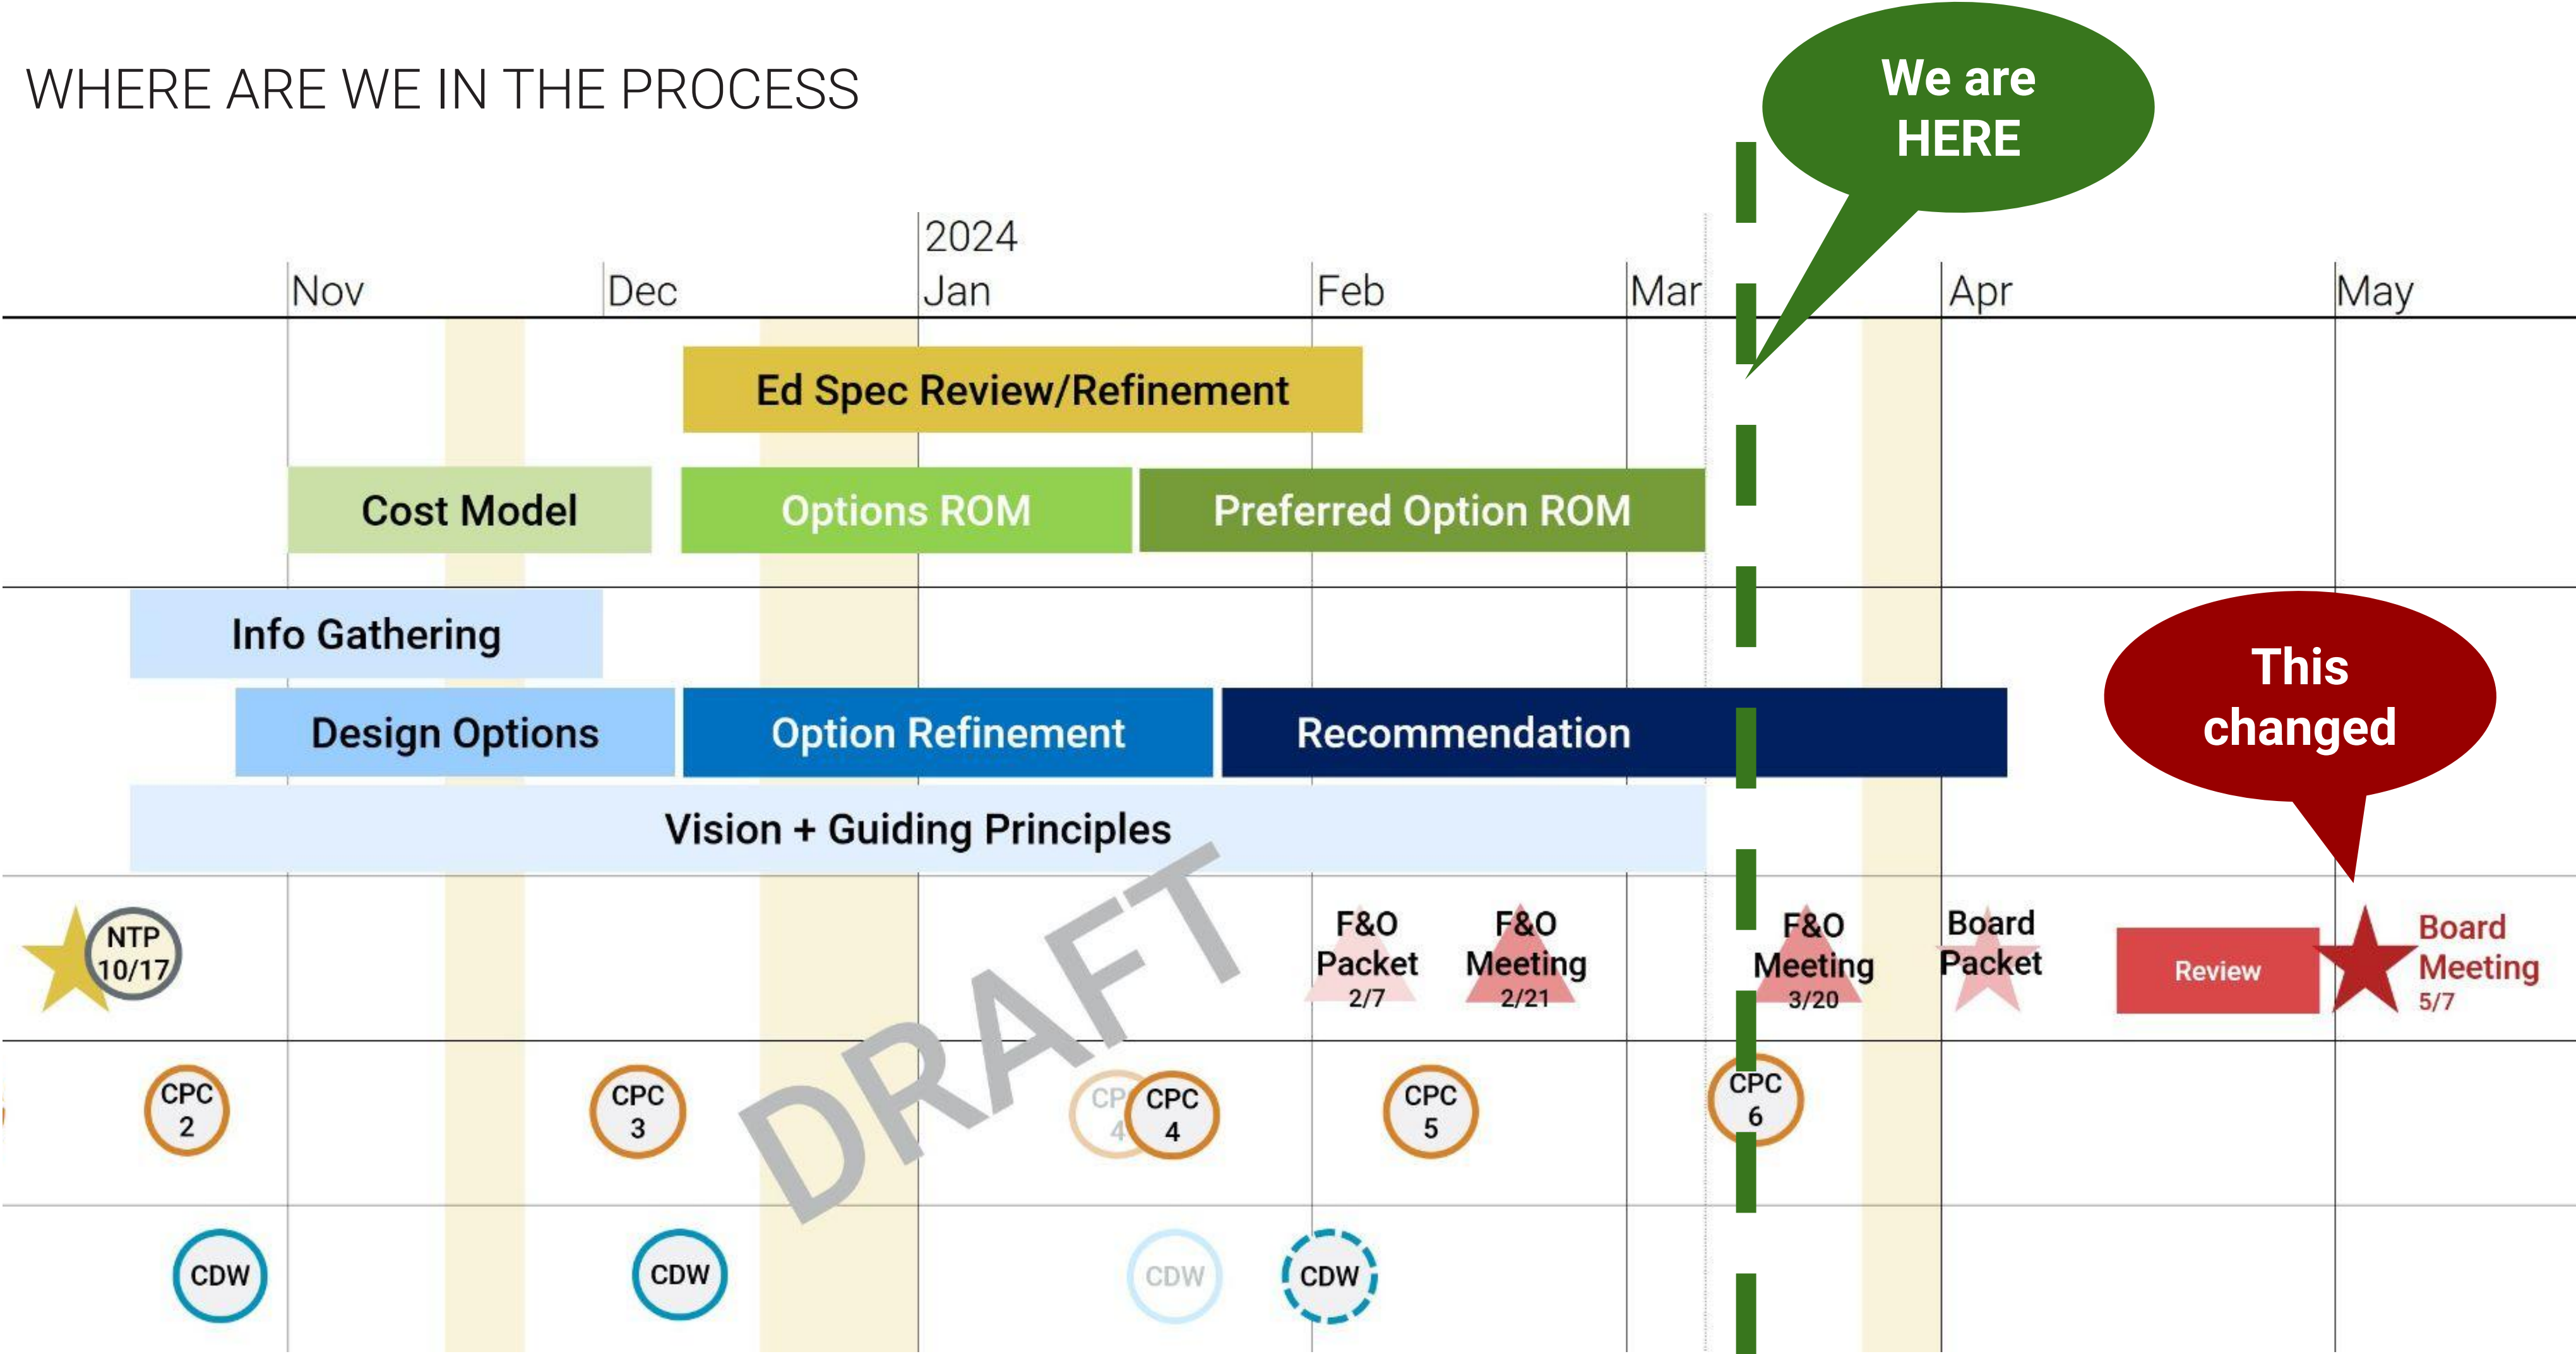 WHERE ARE WE IN THE PROCESS
We are
HERE
2024
Nov
Dec
Jan
Feb
Mar
Apr
May
Ed Spec Review/Refinement
Cost Model
Options ROM
Preferred Option ROM
Info Gathering
Design Options
Option Refinement
Recommendation
This
changed
Vision + Guiding Principles
DRAFT
NTP
10/17
F&O
Packet
2/7
F&O
Meeting
2/21
F&O
Meeting
3/20
Board
Packet
Review
Board
Meeting
5/7
CPC
2
CPC
3
CP
4
CPC
4
CPC
5
CPC
6
CDW
CDW
CDW
CDW